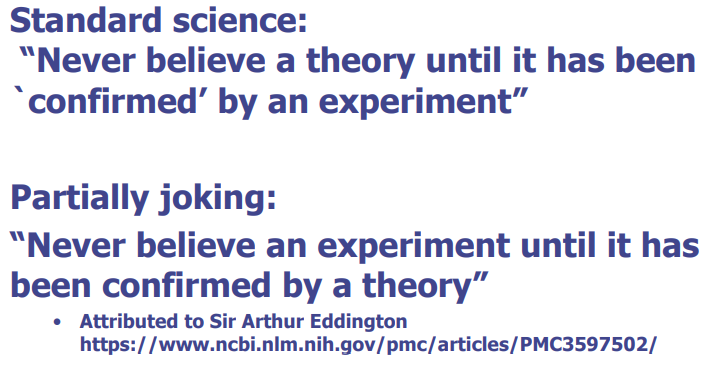 Standard science:
“Never believe a theory until it has been
`confirmed’ by an experiment”
Partially joking:
“Never believe an experiment until it has
been confirmed by a theory”
• Attributed to Sir Arthur Eddington
https://www.ncbi.nlm.nih.gov/pmc/articles/PMC3597502/